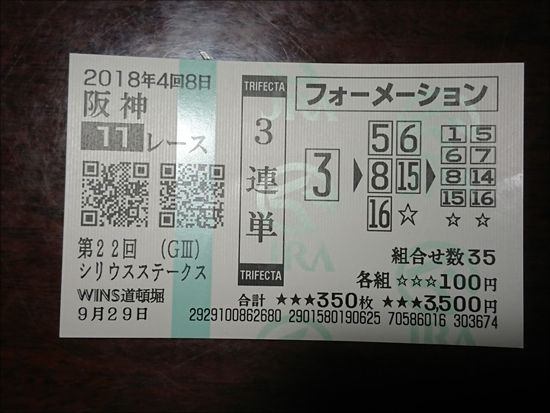 2018年4回8日
阪神
11レース
第22回 (GⅢ)
シリウスステークス
WINS道頓堀
9月29日
TRIFECTA
3連単
TRIFECTA
フォーメーション
3 ▶ 5 6 8 15 16 ☆ ▶ 1 5 6 7 8 14 15 16 ☆ ☆
組合せ数35
各組 ☆☆☆100円
合計 ★★★350枚 ★★★3,500円
2929100862680 2901580190625 70586016 303674
JRA
JRA